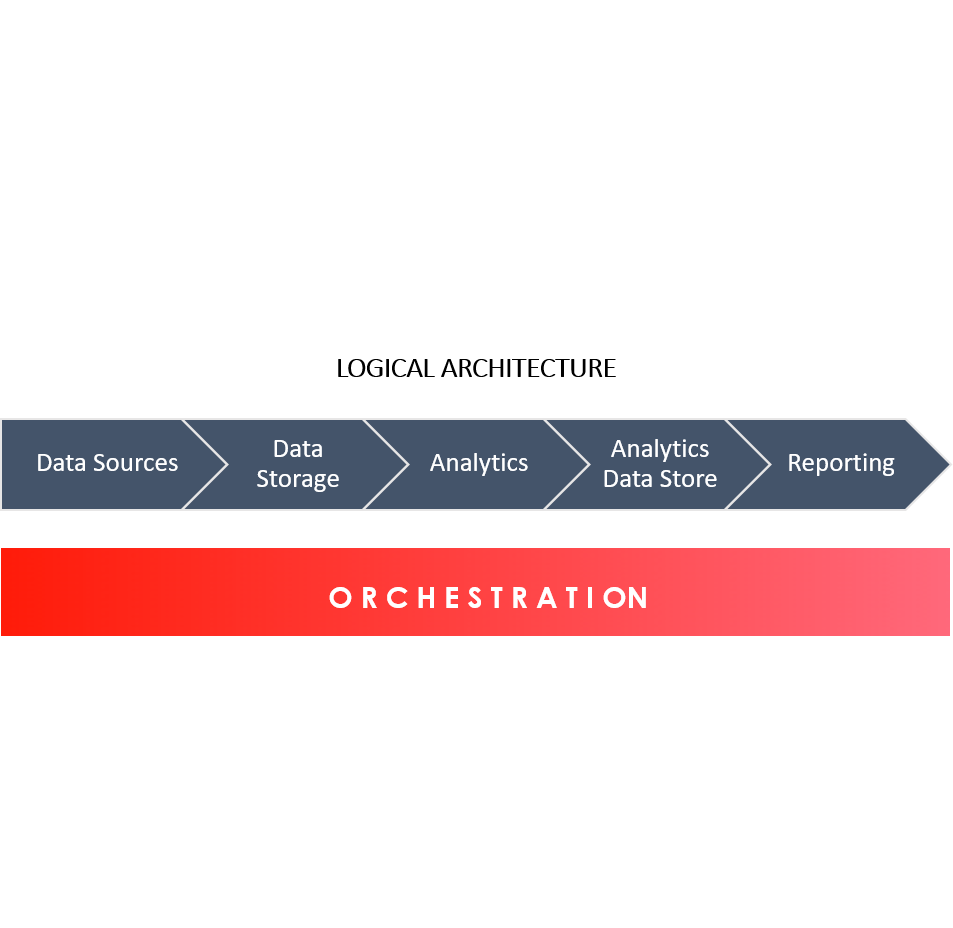 LOGICAL ARCHITECTURE
Data Sources
Data
Storage
Analytics
Analytics
Data Store
Reporting
ORCHESTRATION